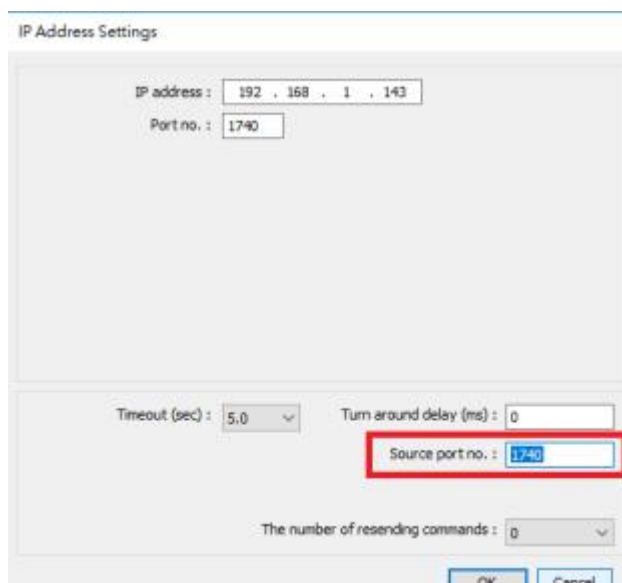 IP Address Settings
IP address : 192 . 168 . 1 . 143
Port no. : 1740
Timeout (sec) : 5.0 Turn around delay (ms) : 0
Source port no. : 1740
The number of resending commands : 0
OK Cancel